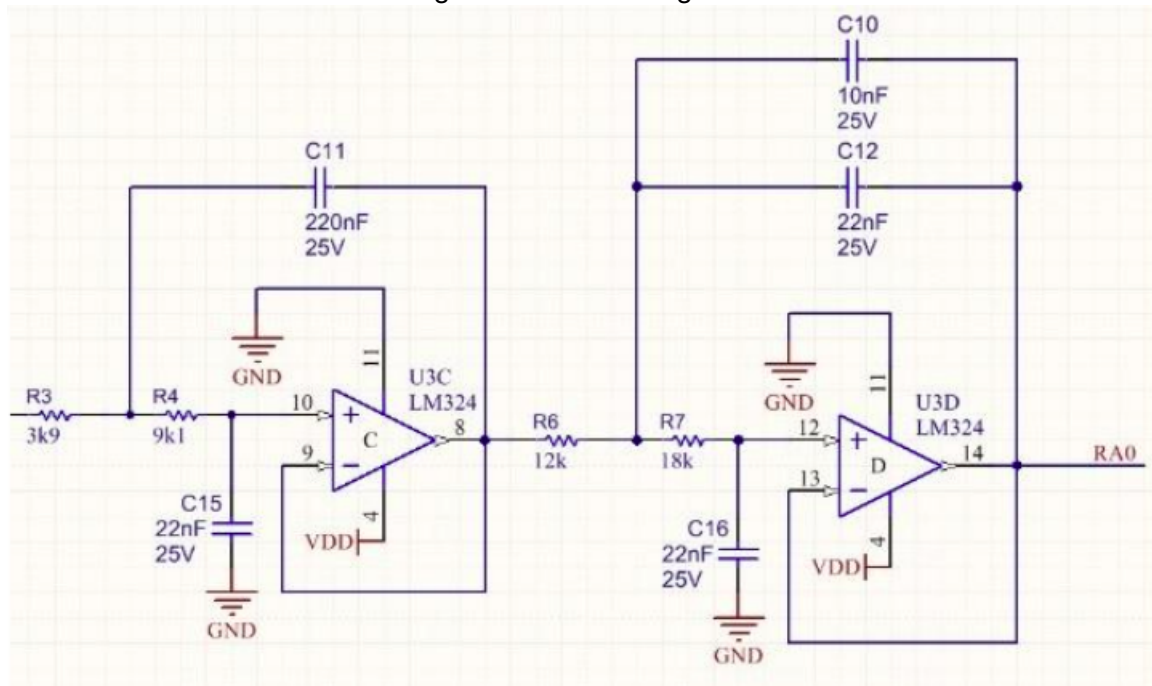 C10
10nF
25V
C11
220nF
25V
C12
22nF
25V
GND
11
U3C
LM324
R3
3k9
R4
9k1
10
+
C
8
9
−
4
VDD
C15
22nF
25V
GND
R6
12k
R7
18k
GND
11
U3D
LM324
12
+
D
14
RA0
13
−
4
VDD
C16
22nF
25V
GND